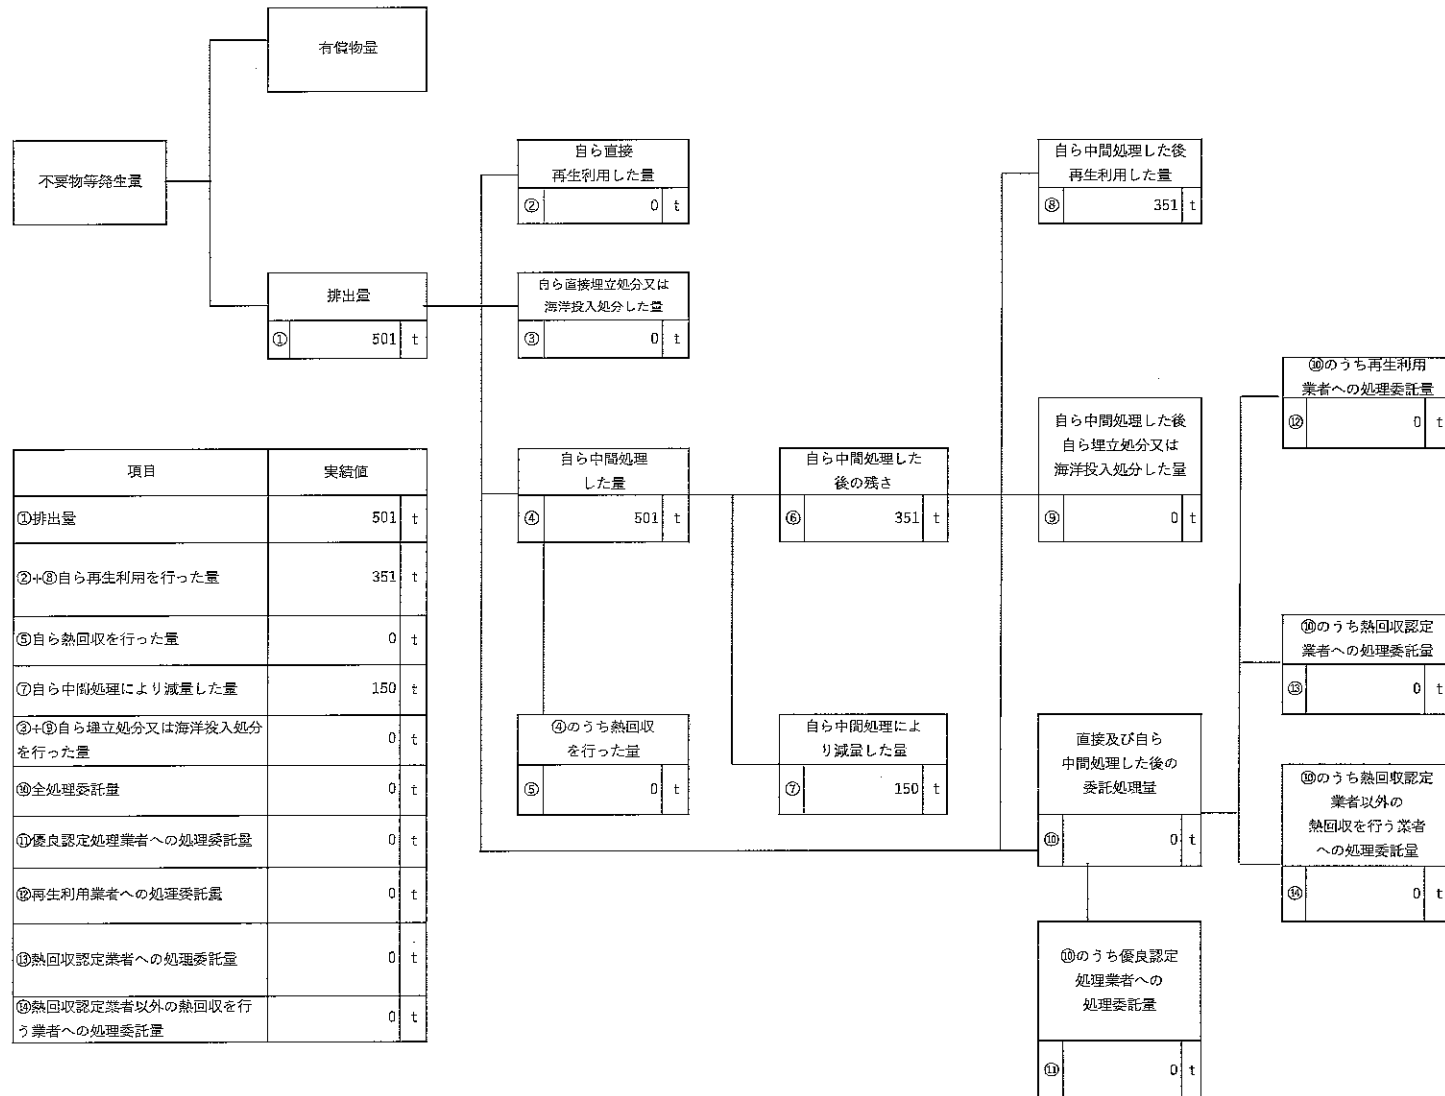 有償物量
不要物等発生量
排出量
① 501 t
自ら直接
再生利用した量
② 0 t
自ら直接埋立処分又は
海洋投入処分した量
③ 0 t
自ら中間処理
した量
④ 501 t
④のうち熱回収
を行った量
⑤ 0 t
自ら中間処理した
後の残さ
⑥ 351 t
自ら中間処理によ
り減量した量
⑦ 150 t
自ら中間処理した後
再生利用した量
⑧ 351 t
自ら中間処理した後
自ら埋立処分又は
海洋投入処分した量
⑨ 0 t
直接及び自ら
中間処理した後の
委託処理量
⑩ 0 t
⑩のうち優良認定
処理業者への
処理委託量
⑪ 0 t
⑩のうち再生利用
業者への処理委託量
⑫ 0 t
⑩のうち熱回収認定
業者への処理委託量
⑬ 0 t
⑩のうち熱回収認定
業者以外の
熱回収を行う業者
への処理委託量
⑭ 0 t
項目 実績値
①排出量 501 t
②+⑧自ら再生利用を行った量 351 t
⑤自ら熱回収を行った量 0 t
⑦自ら中間処理により減量した量 150 t
③+⑨自ら埋立処分又は海洋投入処分
を行った量 0 t
⑩全処理委託量 0 t
⑪優良認定処理業者への処理委託量 0 t
⑫再生利用業者への処理委託量 0 t
⑬熱回収認定業者への処理委託量 0 t
⑭熱回収認定業者以外の熱回収を行
う業者への処理委託量 0 t